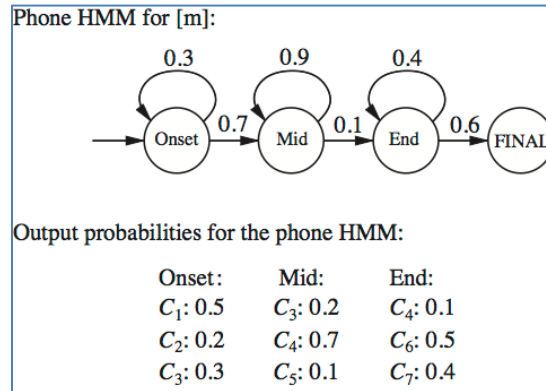 Phone HMM for [m]:
0.3 0.9 0.4
Onset 0.7 Mid 0.1 End 0.6 FINAL
Output probabilities for the phone HMM:
Onset: Mid: End:
C₁: 0.5 C₃: 0.2 C₄: 0.1
C₂: 0.2 C₄: 0.7 C₆: 0.5
C₃: 0.3 C₅: 0.1 C₇: 0.4